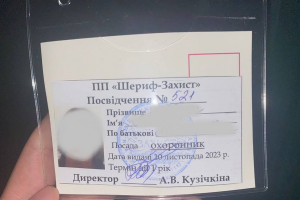 ПП «Шериф-Захист»
Посвідчення № 521
Прізвище
Ім'я
По батькові
Посада охоронник
Дата видачі 10 листопада 2023 р
Термін дії 1 рік
Директор А.В. Кузічкіна